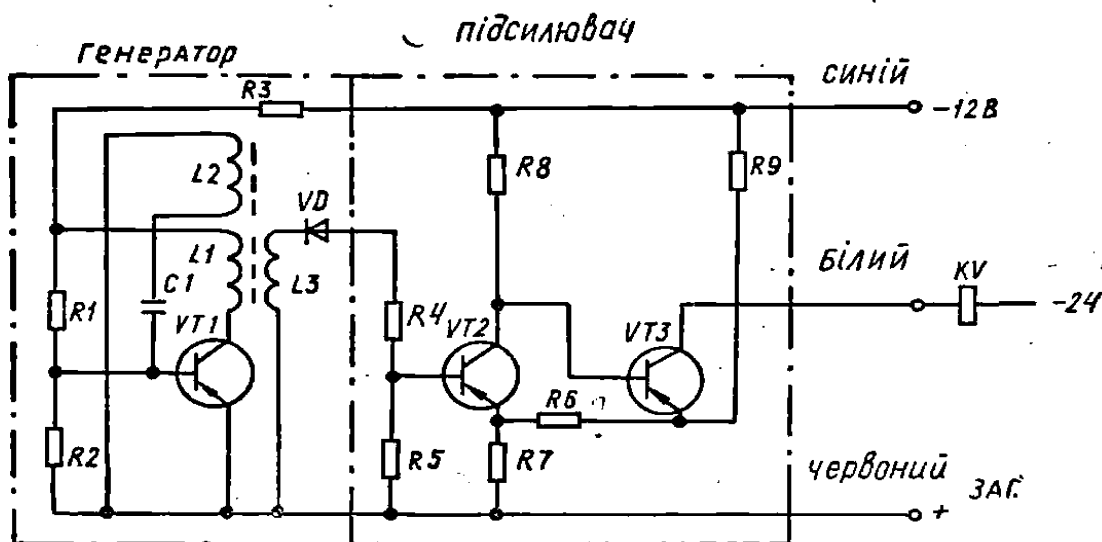 підсилювач
Генератор
синій
R3
-12В
L2
R8
R9
VD
Білий
L1
L3
C1
KV
-24
R1
R4
VT1
VT2
VT3
R6
R2
R5
R7
червоний
ЗАГ.
+